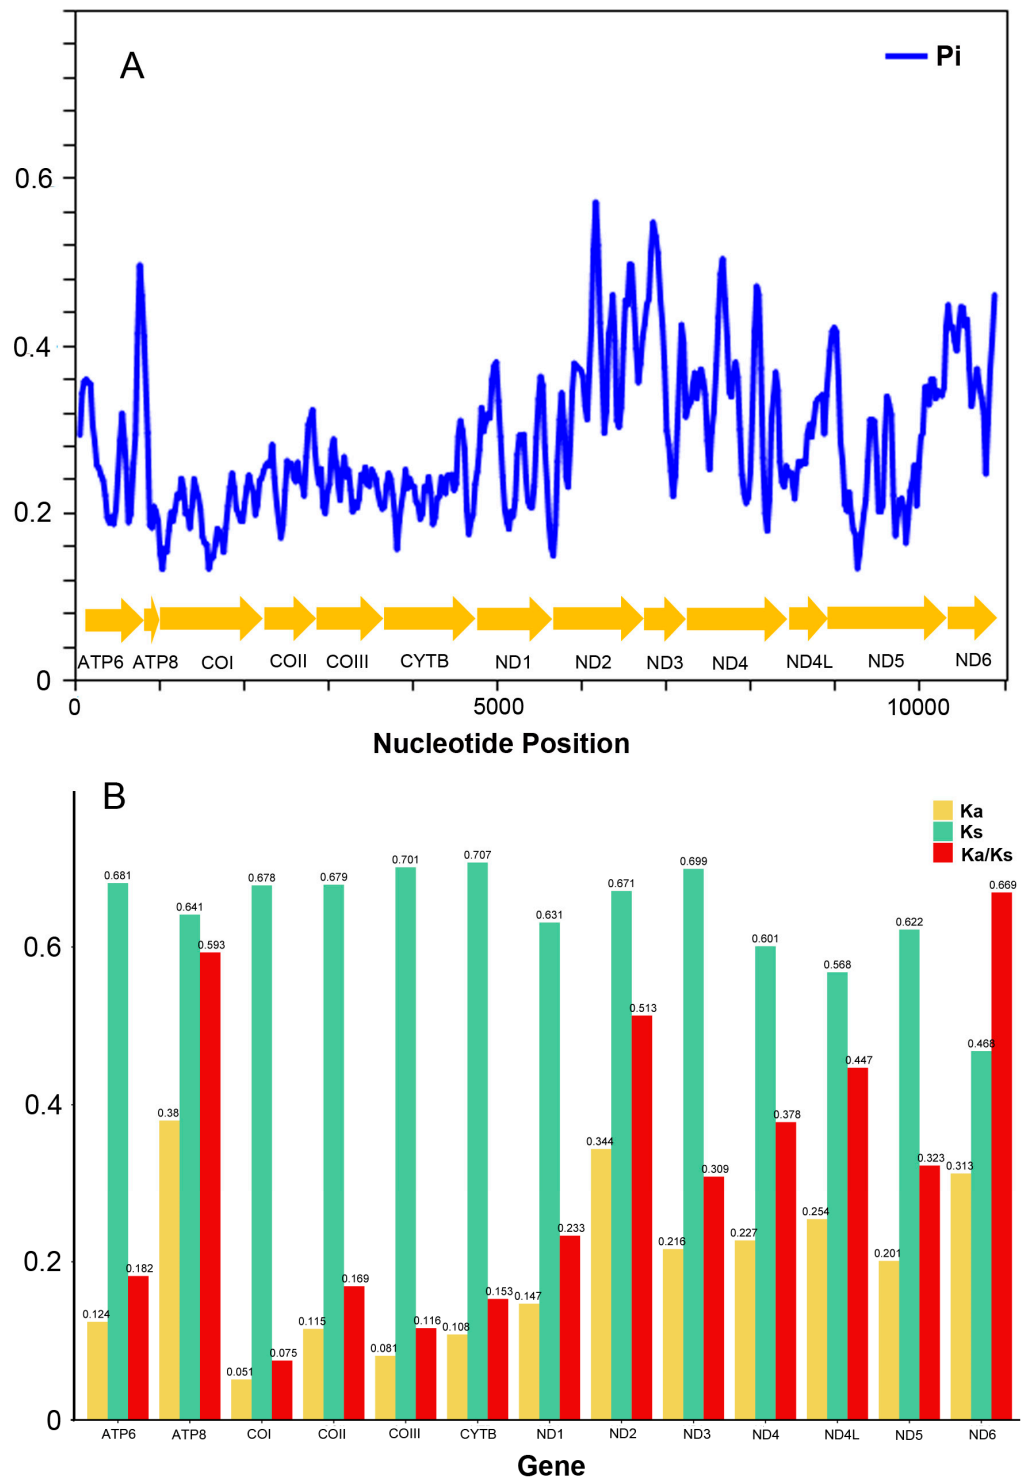 A
Pi
0.6
0.4
0.2
0
ATP6 ATP8 COI COII COIII CYTB ND1 ND2 ND3 ND4 ND4L ND5 ND6
0 5000 10000
Nucleotide Position
B
Ka
Ks
Ka/Ks
0.6
0.4
0.2
0
0.124 0.681 0.182
0.38 0.641 0.593
0.051 0.678 0.075
0.115 0.679 0.169
0.081 0.701 0.116
0.108 0.707 0.153
0.147 0.631 0.233
0.344 0.671 0.513
0.216 0.699 0.309
0.227 0.601 0.378
0.254 0.568 0.447
0.201 0.622 0.323
0.313 0.468 0.669
ATP6 ATP8 COI COII COIII CYTB ND1 ND2 ND3 ND4 ND4L ND5 ND6
Gene